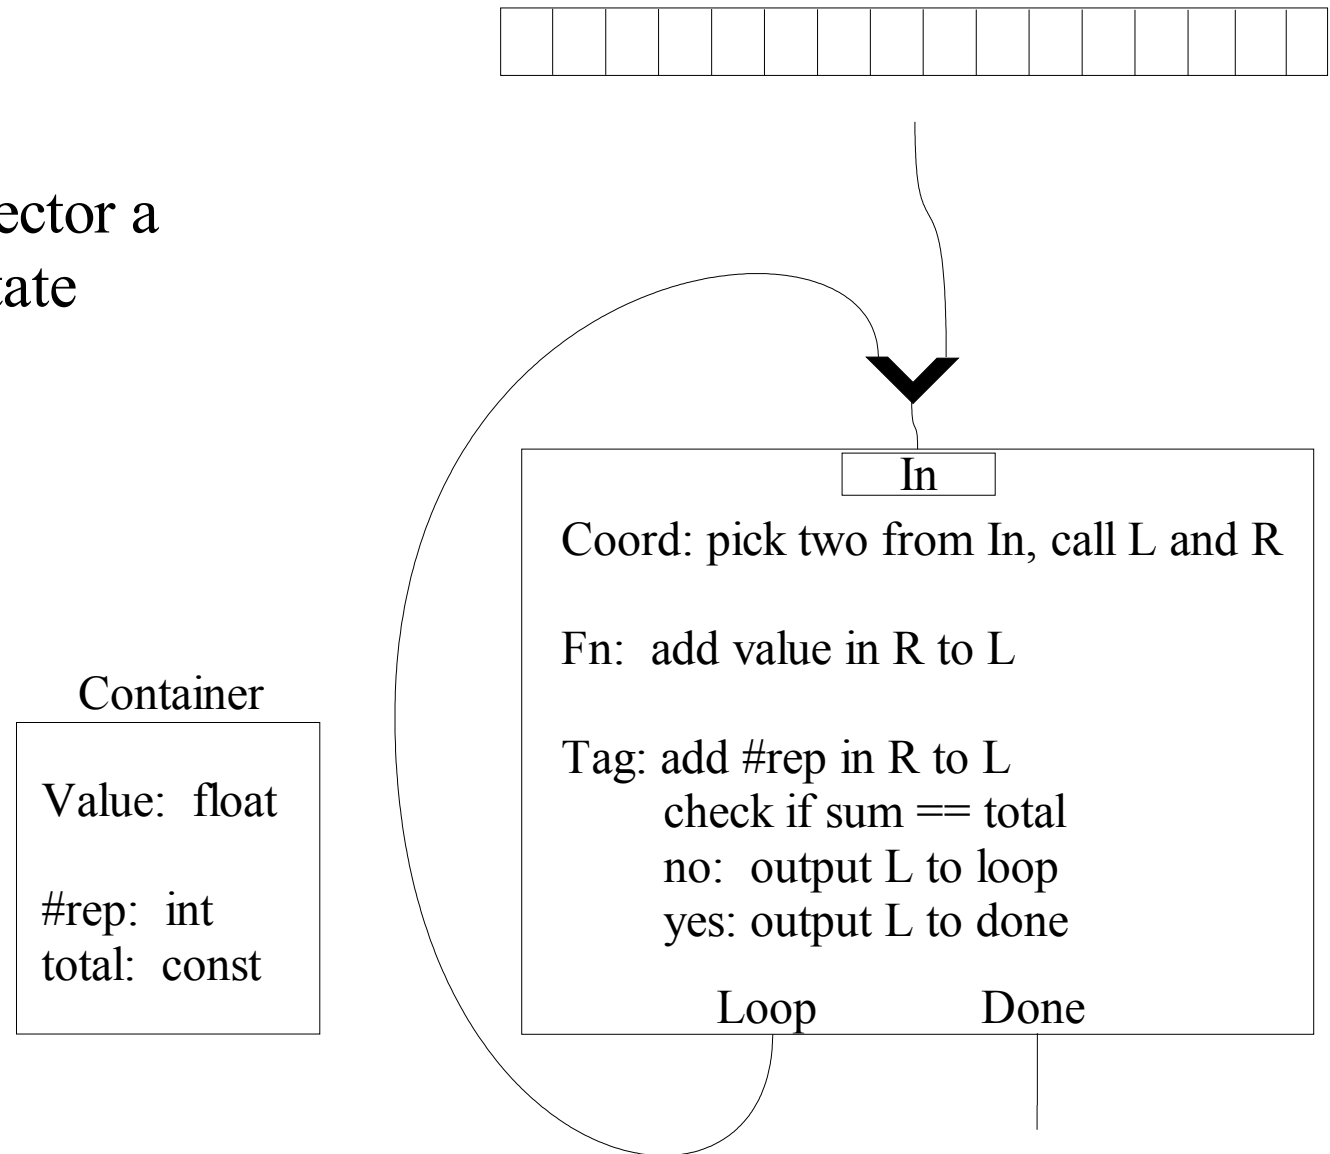 ector a
tate
In
Coord: pick two from In, call L and R
Fn: add value in R to L
Tag: add #rep in R to L
check if sum == total
no: output L to loop
yes: output L to done
Loop Done
Container
Value: float
#rep: int
total: const